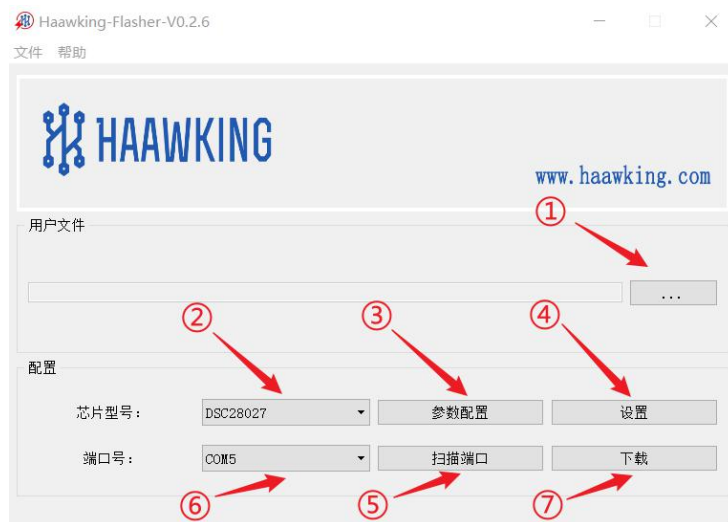 Haawking-Flasher-V0.2.6
文件 帮助
HAAWKING
www.haawking.com
①
用户文件
...
② ③ ④
配置
芯片型号： DSC28027 参数配置 设置
端口号： COM5 扫描端口 下载
⑥ ⑤ ⑦